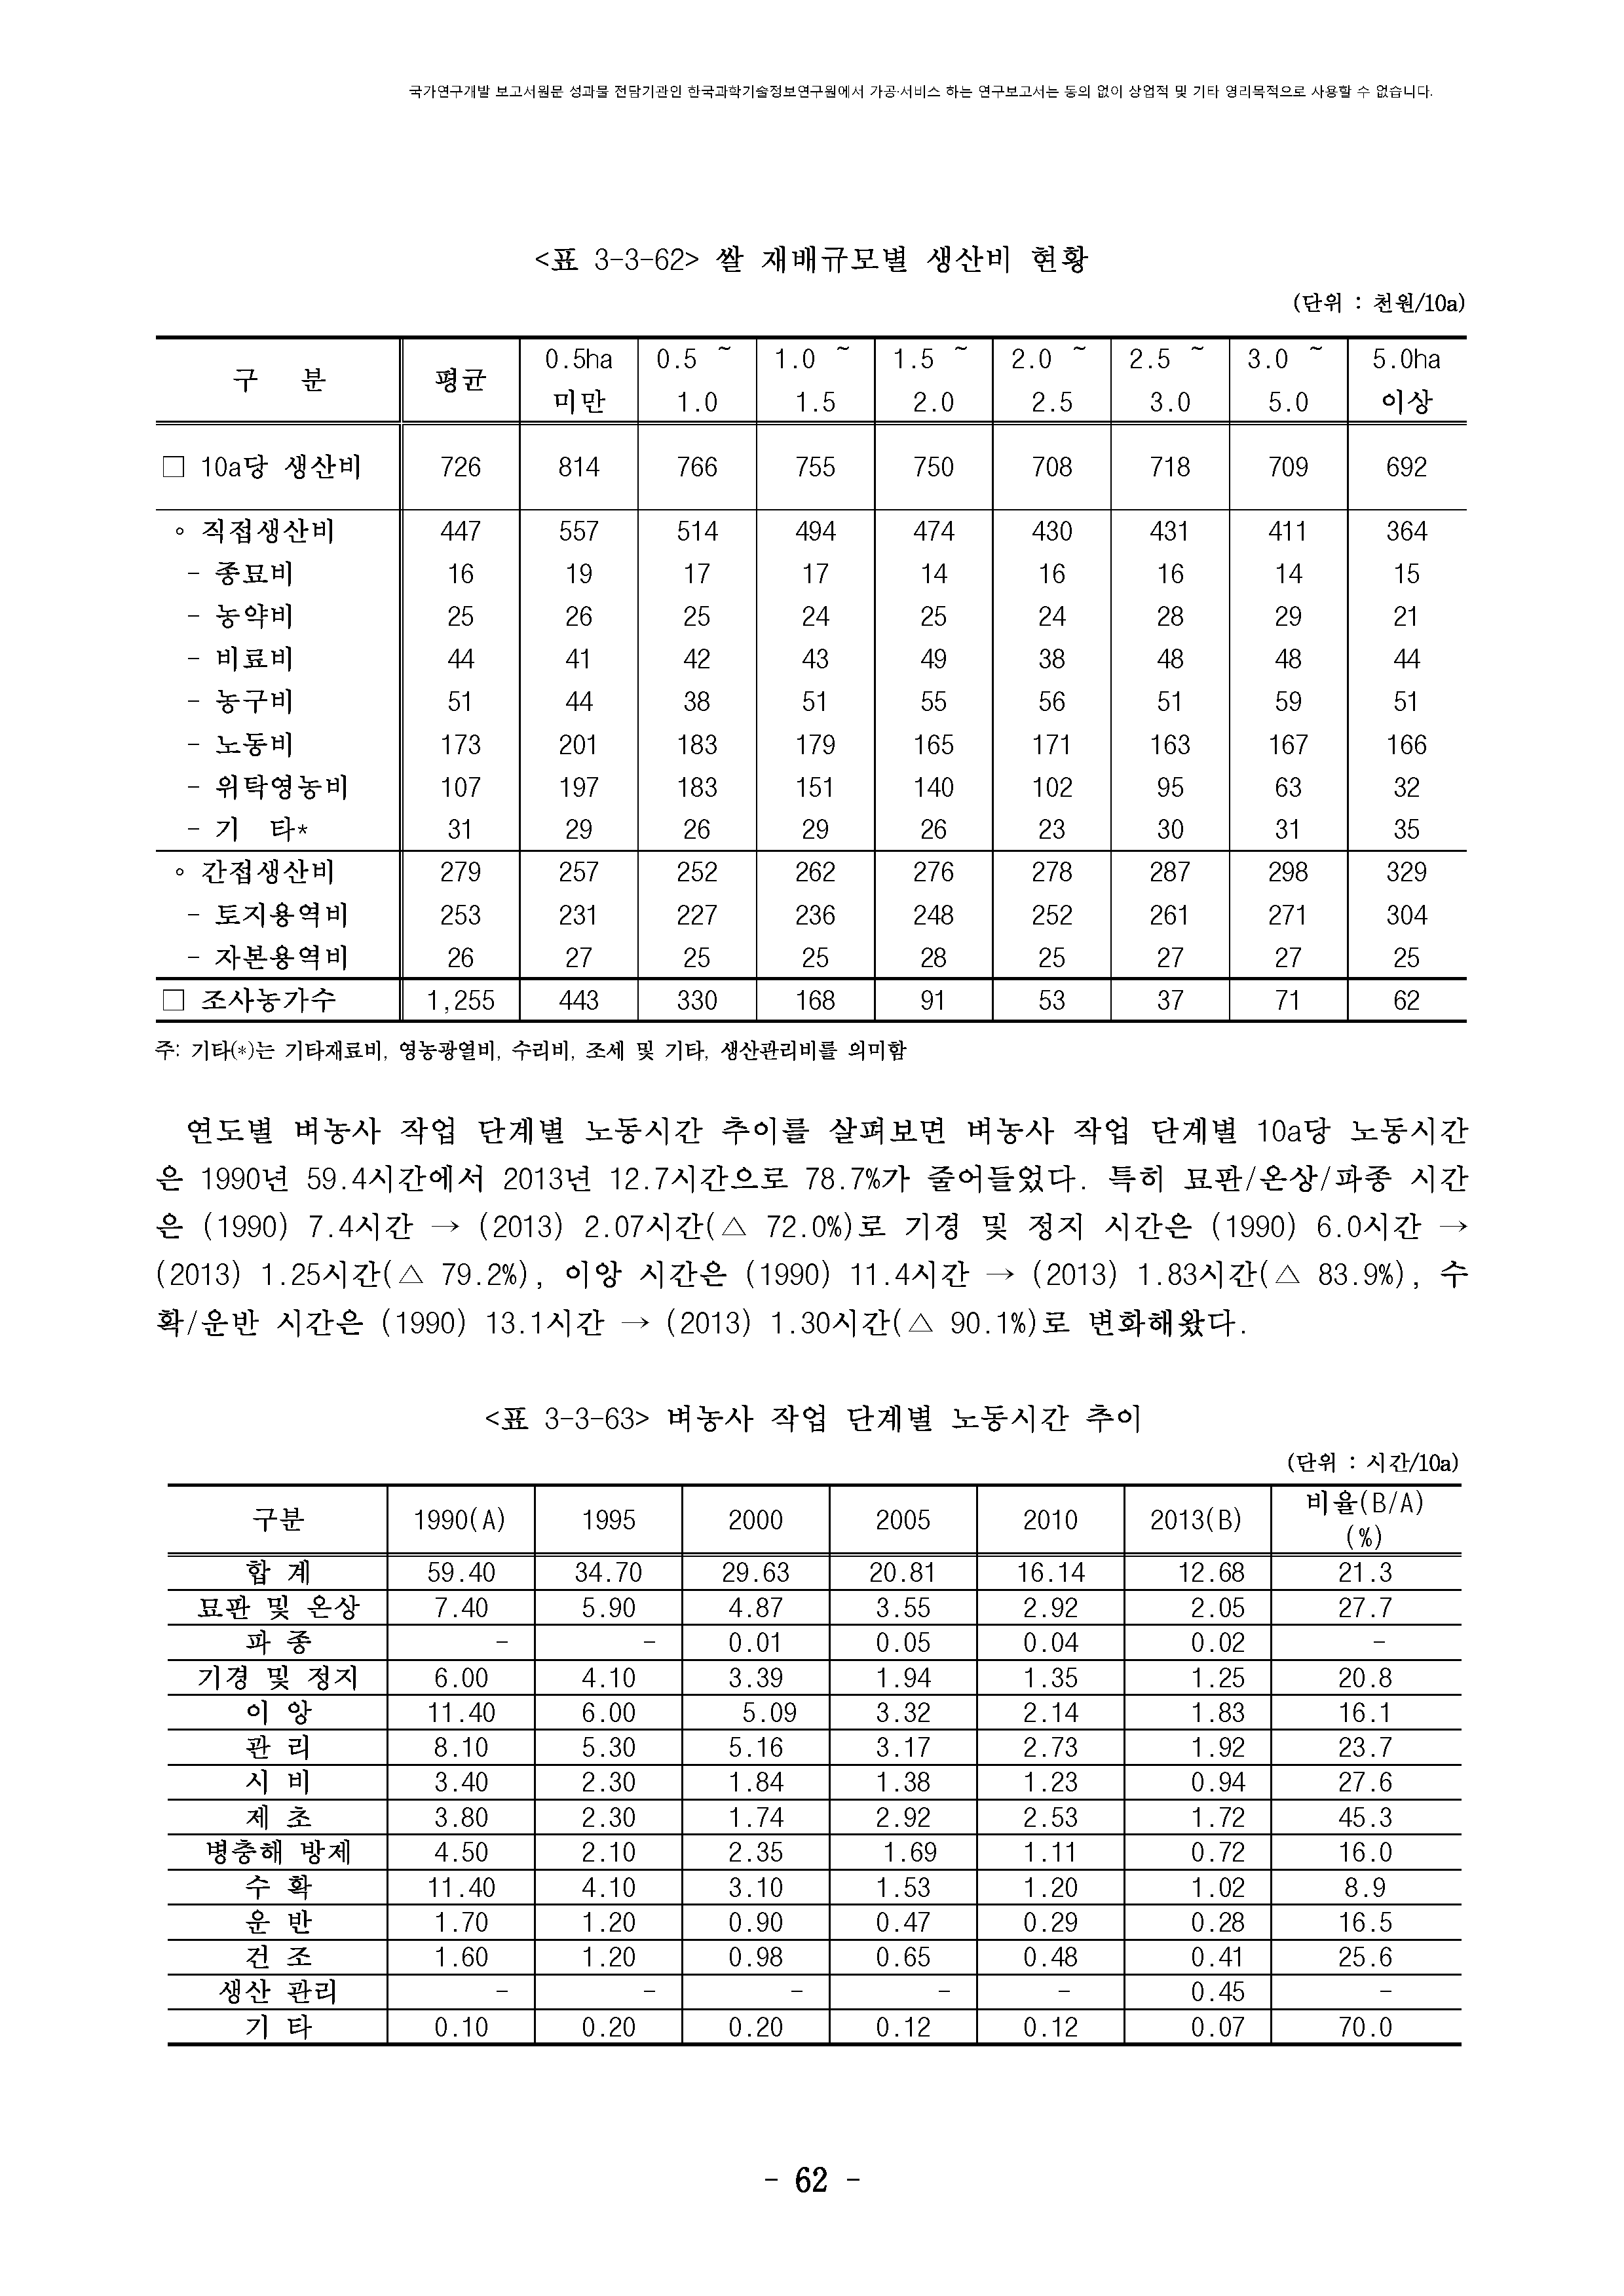 국가연구개발 보고서원문 성과물 전담기관인 한국과학기술정보연구원에서 가공·서비스 하는 연구보고서는 동의 없이 상업적 및 기타 영리목적으로 사용할 수 없습니다.
<표 3-3-62> 쌀 재배규모별 생산비 현황
(단위 : 천원/10a)
구 분 평균 0.5ha 미만 0.5 ~ 1.0 1.0 ~ 1.5 1.5 ~ 2.0 2.0 ~ 2.5 2.5 ~ 3.0 3.0 ~ 5.0 5.0ha 이상
□ 10a당 생산비 726 814 766 755 750 708 718 709 692
◦ 직접생산비 447 557 514 494 474 430 431 411 364
- 종묘비 16 19 17 17 14 16 16 14 15
- 농약비 25 26 25 24 25 24 28 29 21
- 비료비 44 41 42 43 49 38 48 48 44
- 농구비 51 44 38 51 55 56 51 59 51
- 노동비 173 201 183 179 165 171 163 167 166
- 위탁영농비 107 197 183 151 140 102 95 63 32
- 기 타* 31 29 26 29 26 23 30 31 35
◦ 간접생산비 279 257 252 262 276 278 287 298 329
- 토지용역비 253 231 227 236 248 252 261 271 304
- 자본용역비 26 27 25 25 28 25 27 27 25
□ 조사농가수 1,255 443 330 168 91 53 37 71 62
주: 기타(*)는 기타재료비, 영농광열비, 수리비, 조세 및 기타, 생산관리비를 의미함
연도별 벼농사 작업 단계별 노동시간 추이를 살펴보면 벼농사 작업 단계별 10a당 노동시간
은 1990년 59.4시간에서 2013년 12.7시간으로 78.7%가 줄어들었다. 특히 묘판/온상/파종 시간
은 (1990) 7.4시간 → (2013) 2.07시간(△ 72.0%)로 기경 및 정지 시간은 (1990) 6.0시간 →
(2013) 1.25시간(△ 79.2%), 이앙 시간은 (1990) 11.4시간 → (2013) 1.83시간(△ 83.9%), 수
확/운반 시간은 (1990) 13.1시간 → (2013) 1.30시간(△ 90.1%)로 변화해왔다.
<표 3-3-63> 벼농사 작업 단계별 노동시간 추이
(단위 : 시간/10a)
구분 1990(A) 1995 2000 2005 2010 2013(B) 비율(B/A) (%)
합 계 59.40 34.70 29.63 20.81 16.14 12.68 21.3
묘판 및 온상 7.40 5.90 4.87 3.55 2.92 2.05 27.7
파 종 - - 0.01 0.05 0.04 0.02 -
기경 및 정지 6.00 4.10 3.39 1.94 1.35 1.25 20.8
이 앙 11.40 6.00 5.09 3.32 2.14 1.83 16.1
관 리 8.10 5.30 5.16 3.17 2.73 1.92 23.7
시 비 3.40 2.30 1.84 1.38 1.23 0.94 27.6
제 초 3.80 2.30 1.74 2.92 2.53 1.72 45.3
병충해 방제 4.50 2.10 2.35 1.69 1.11 0.72 16.0
수 확 11.40 4.10 3.10 1.53 1.20 1.02 8.9
운 반 1.70 1.20 0.90 0.47 0.29 0.28 16.5
건 조 1.60 1.20 0.98 0.65 0.48 0.41 25.6
생산 관리 - - - - - 0.45 -
기 타 0.10 0.20 0.20 0.12 0.12 0.07 70.0
- 62 -